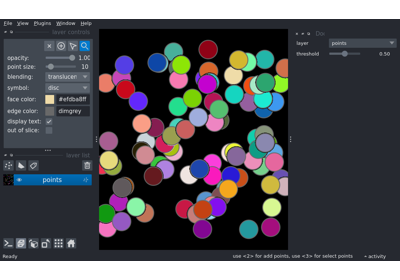 File View Plugins Window Help
layer controls
opacity: 1.00
point size: 10
blending: translucen
symbol: disc
face color: #efdba8ff
edge color: dimgrey
display text:
out of slice:
layer list
points
layer points
threshold 0.50
Ready
use <2> for add points, use <3> for select points
activity